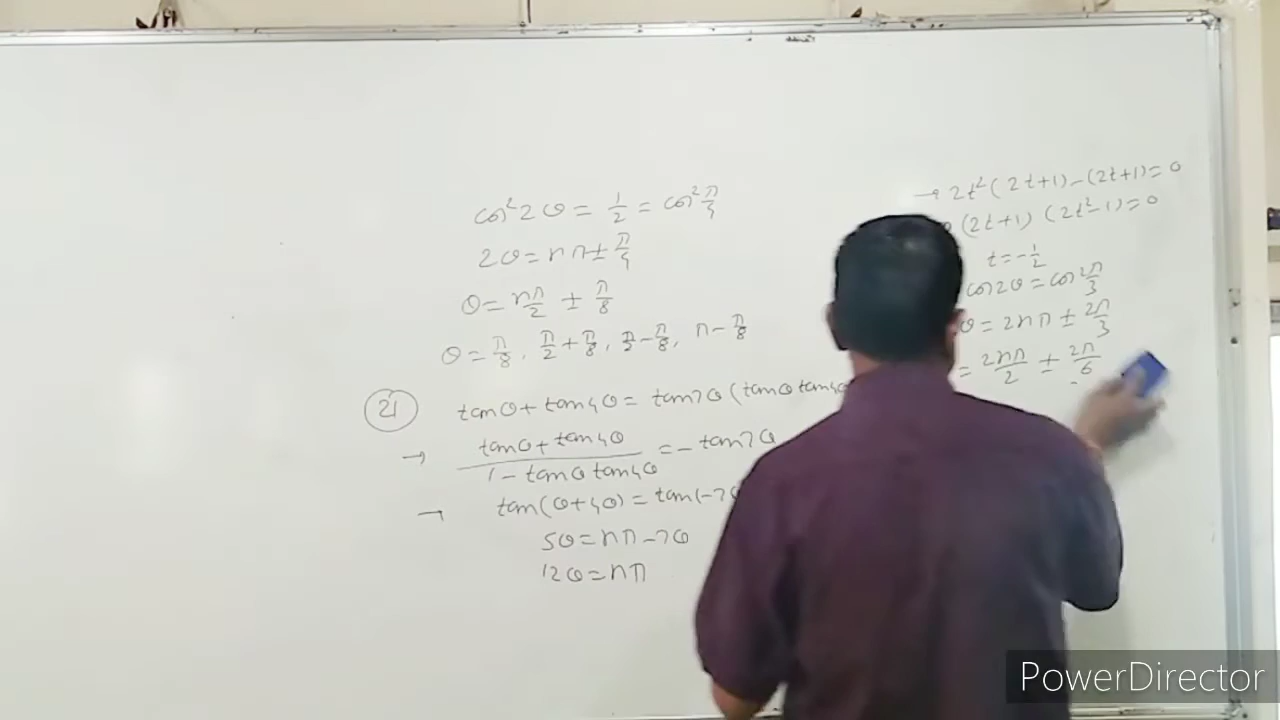 cos²2θ = 1/2 = cos² π/4
2θ = nπ ± π/4
θ = nπ/2 ± π/8
θ = π/8, π/2 + π/8, π/2 - π/8, π - π/8
21
tanθ + tan4θ = tan7θ (tanθ tan4θ
→ tanθ + tan4θ / 1 - tanθ tan4θ = - tan7θ
→ tan(θ + 4θ) = tan(-7θ
5θ = nπ - 7θ
12θ = nπ
→ 2t² (2t+1) - (2t+1) = 0
(2t+1) (2t²-1) = 0
t = -1/2
cos2θ = cos 2π/3
θ = 2nπ ± 2π/3
= 2nπ/2 ± 2π/6
PowerDirector